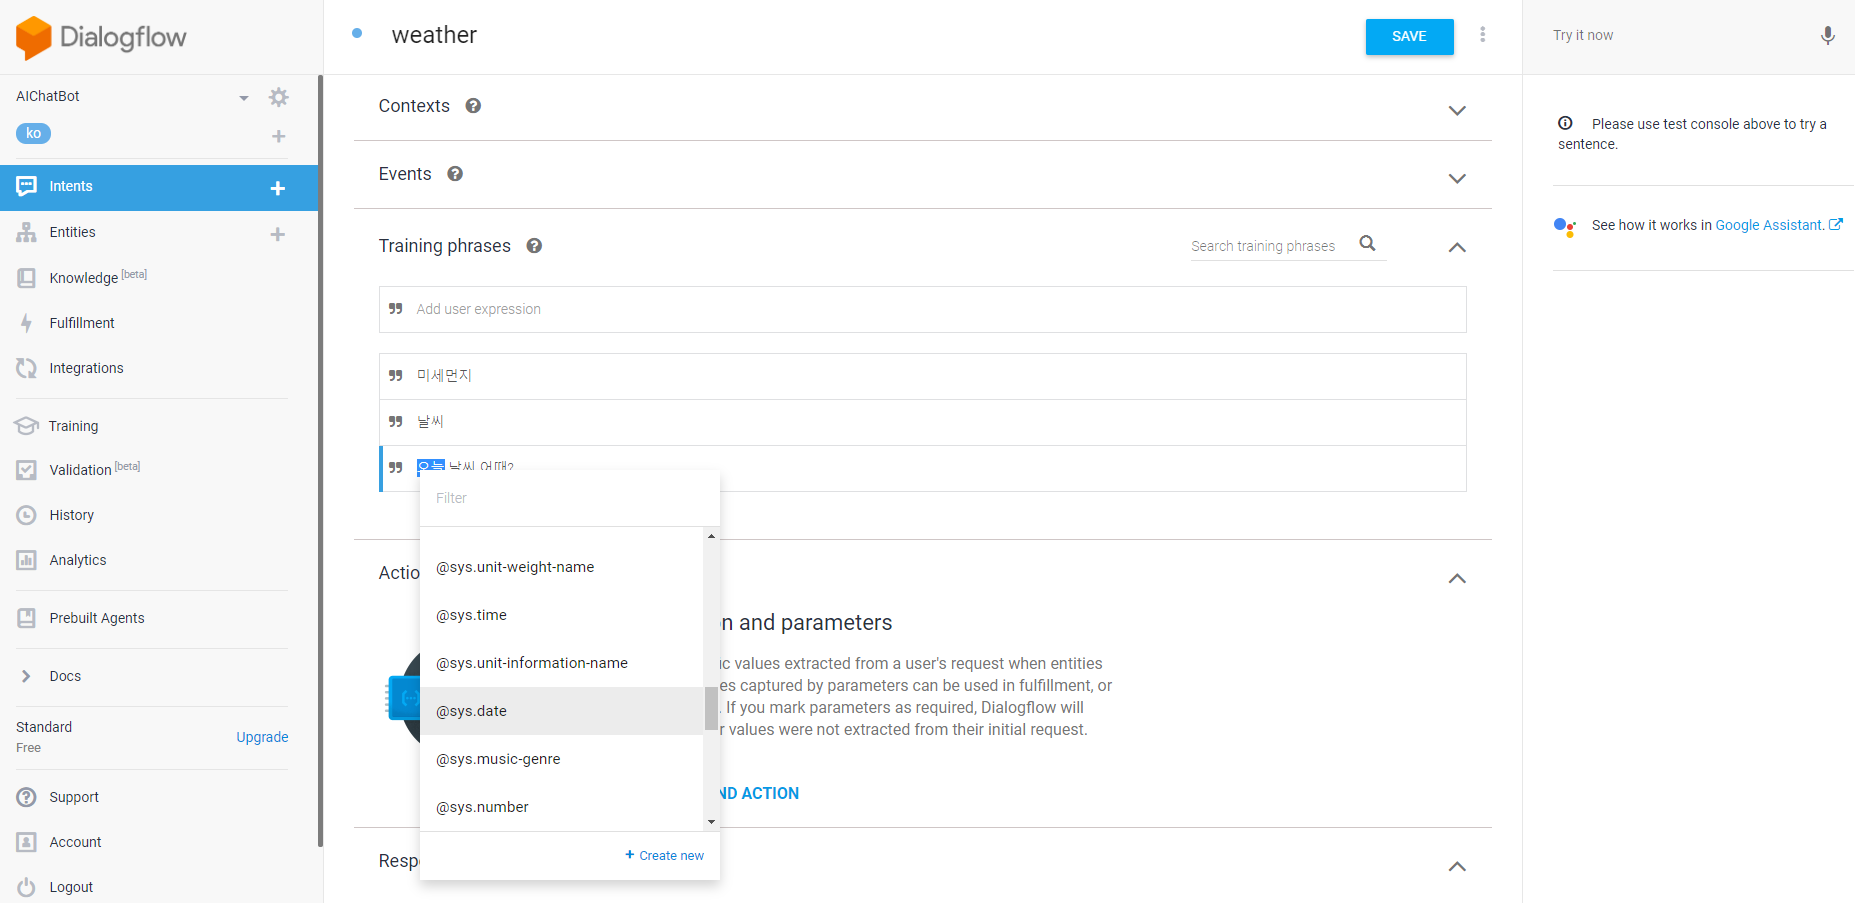 Dialogflow
AIChatBot
ko
Intents
Entities
Knowledge [beta]
Fulfillment
Integrations
Training
Validation [beta]
History
Analytics
Prebuilt Agents
Docs
Standard
Free
Upgrade
Support
Account
Logout
weather
SAVE
Contexts
Events
Training phrases
Search training phrases
Add user expression
미세먼지
날씨
오늘 날씨 어때?
Filter
@sys.unit-weight-name
@sys.time
@sys.unit-information-name
@sys.date
@sys.music-genre
@sys.number
+ Create new
Actio
n and parameters
ic values extracted from a user's request when entities
es captured by parameters can be used in fulfillment, or
. If you mark parameters as required, Dialogflow will
r values were not extracted from their initial request.
ND ACTION
Resp
Try it now
Please use test console above to try a
sentence.
See how it works in Google Assistant.